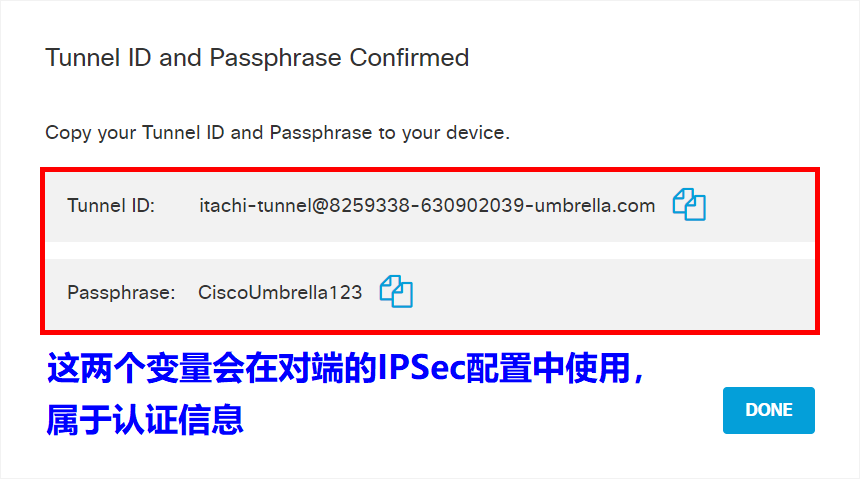 Tunnel ID and Passphrase Confirmed
Copy your Tunnel ID and Passphrase to your device.
Tunnel ID: itachi-tunnel@8259338-630902039-umbrella.com
Passphrase: CiscoUmbrella123
这两个变量会在对端的IPSec配置中使用，
属于认证信息
DONE